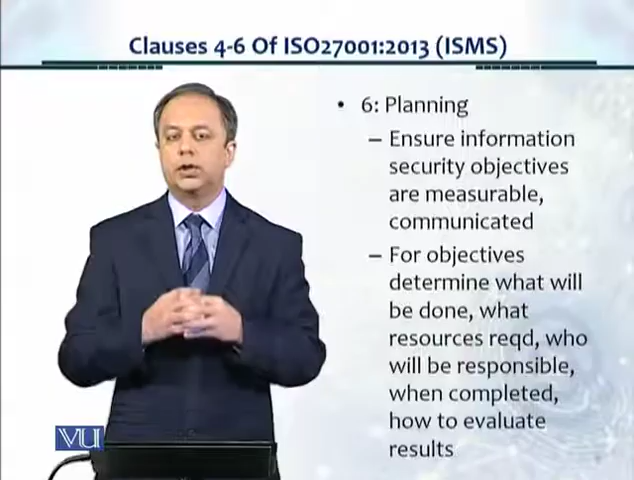 Clauses 4-6 Of ISO27001:2013 (ISMS)
• 6: Planning
– Ensure information
security objectives
are measurable,
communicated
– For objectives
determine what will
be done, what
resources reqd, who
will be responsible,
when completed,
how to evaluate
results
VU